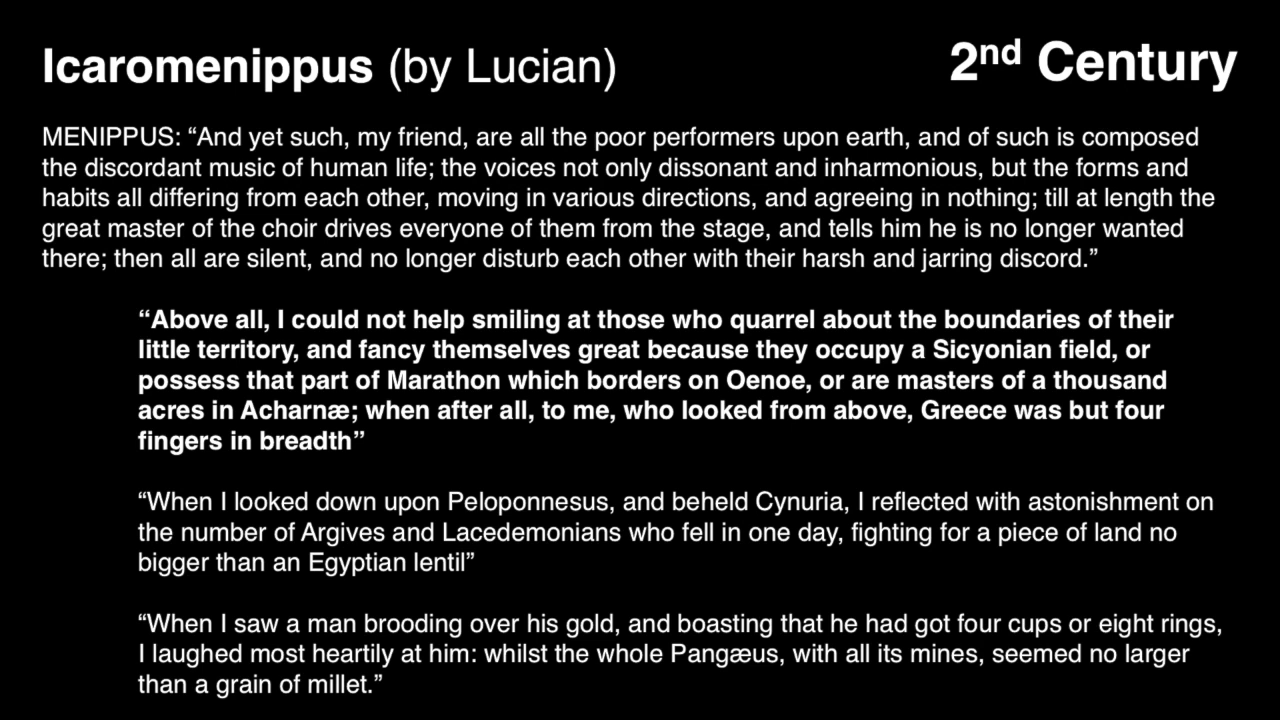 Icaromenippus (by Lucian)
2nd Century
MENIPPUS: “And yet such, my friend, are all the poor performers upon earth, and of such is composed
the discordant music of human life; the voices not only dissonant and inharmonious, but the forms and
habits all differing from each other, moving in various directions, and agreeing in nothing; till at length the
great master of the choir drives everyone of them from the stage, and tells him he is no longer wanted
there; then all are silent, and no longer disturb each other with their harsh and jarring discord.”
“Above all, I could not help smiling at those who quarrel about the boundaries of their
little territory, and fancy themselves great because they occupy a Sicyonian field, or
possess that part of Marathon which borders on Oenoe, or are masters of a thousand
acres in Acharnæ; when after all, to me, who looked from above, Greece was but four
fingers in breadth”
“When I looked down upon Peloponnesus, and beheld Cynuria, I reflected with astonishment on
the number of Argives and Lacedemonians who fell in one day, fighting for a piece of land no
bigger than an Egyptian lentil”
“When I saw a man brooding over his gold, and boasting that he had got four cups or eight rings,
I laughed most heartily at him: whilst the whole Pangæus, with all its mines, seemed no larger
than a grain of millet.”